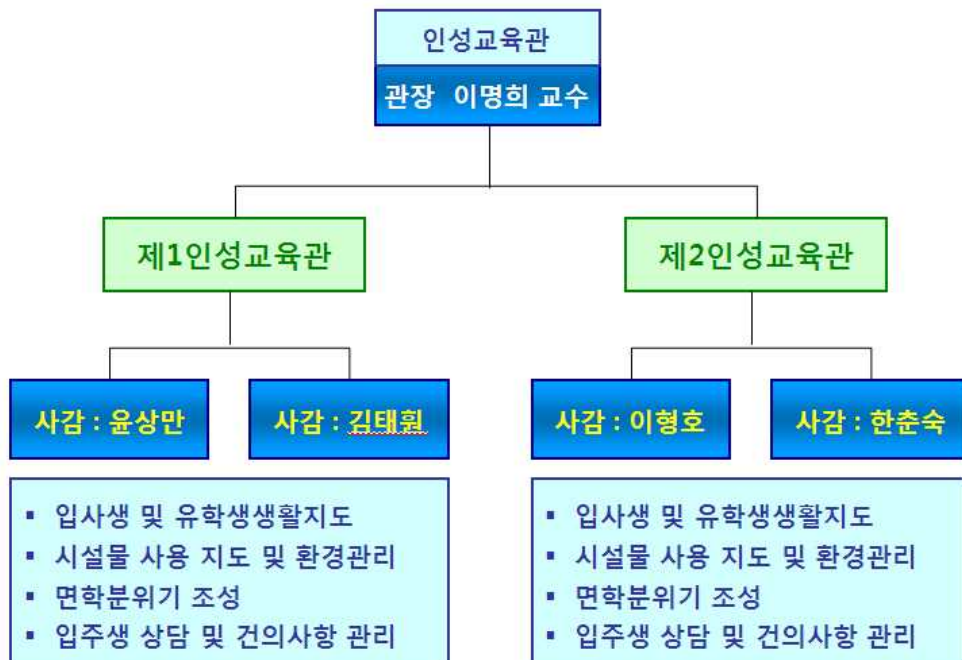 인성교육관
관장 이명희 교수
제1인성교육관
제2인성교육관
사감 : 윤상만
사감 : 김태훤
사감 : 이형호
사감 : 한춘숙
▪ 입사생 및 유학생생활지도
▪ 시설물 사용 지도 및 환경관리
▪ 면학분위기 조성
▪ 입주생 상담 및 건의사항 관리
▪ 입사생 및 유학생생활지도
▪ 시설물 사용 지도 및 환경관리
▪ 면학분위기 조성
▪ 입주생 상담 및 건의사항 관리